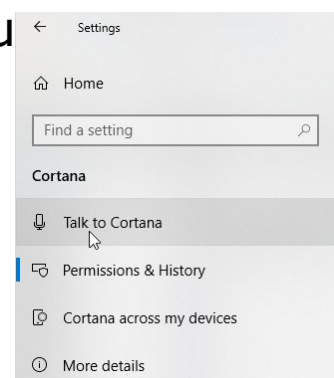 u
Settings
Home
Find a setting
Cortana
Talk to Cortana
Permissions & History
Cortana across my devices
More details